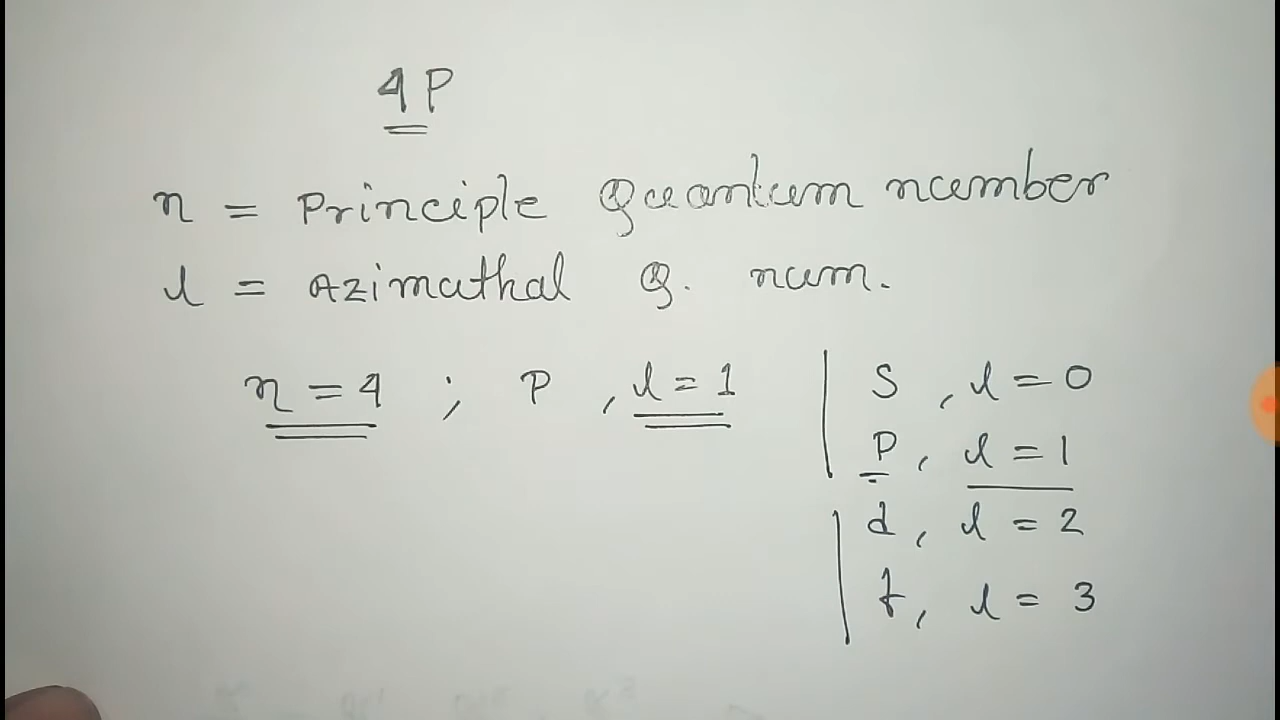 4P
n = Principle Quantum number
l = Azimuthal Q. num.
n = 4 ; P , l = 1
S , l = 0
P , l = 1
d , l = 2
f , l = 3